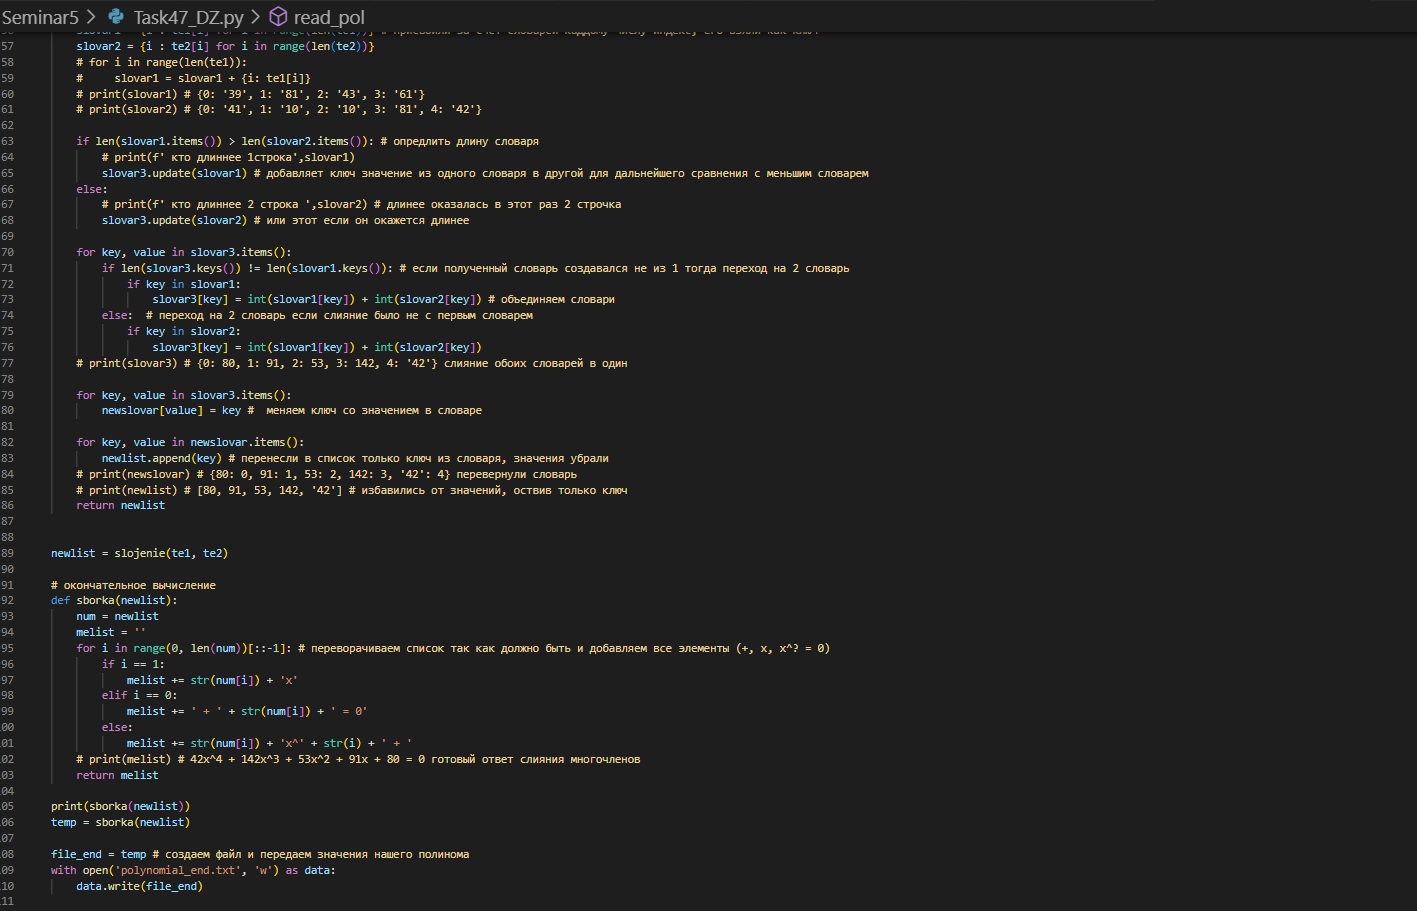 Seminar5 > Task47_DZ.py > read_pol
57 slovar2 = {i : te2[i] for i in range(len(te2))}
58 # for i in range(len(te1)):
59 #     slovar1 = slovar1 + {i: te1[i]}
60 # print(slovar1) # {0: '39', 1: '81', 2: '43', 3: '61'}
61 # print(slovar2) # {0: '41', 1: '10', 2: '10', 3: '81', 4: '42'}
62
63 if len(slovar1.items()) > len(slovar2.items()): # опредлить длину словаря
64     # print(f' кто длиннее 1строка',slovar1)
65     slovar3.update(slovar1) # добавляет ключ значение из одного словаря в другой для дальнейшего сравнения с меньшим словарем
66 else:
67     # print(f' кто длиннее 2 строка ',slovar2) # длинее оказалась в этот раз 2 строчка
68     slovar3.update(slovar2) # или этот если он окажется длинее
69
70 for key, value in slovar3.items():
71     if len(slovar3.keys()) != len(slovar1.keys()): # если полученный словарь создавался не из 1 тогда переход на 2 словарь
72         if key in slovar1:
73             slovar3[key] = int(slovar1[key]) + int(slovar2[key]) # объединяем словари
74     else:  # переход на 2 словарь если слияние было не с первым словарем
75         if key in slovar2:
76             slovar3[key] = int(slovar1[key]) + int(slovar2[key])
77 # print(slovar3) # {0: 80, 1: 91, 2: 53, 3: 142, 4: '42'} слияние обоих словарей в один
78
79 for key, value in slovar3.items():
80     newslovar[value] = key #  меняем ключ со значением в словаре
81
82 for key, value in newslovar.items():
83     newlist.append(key) # перенесли в список только ключ из словаря, значения убрали
84 # print(newslovar) # {80: 0, 91: 1, 53: 2, 142: 3, '42': 4} перевернули словарь
85 # print(newlist) # [80, 91, 53, 142, '42'] # избавились от значений, оствив только ключ
86 return newlist
87
88
89 newlist = slojenie(te1, te2)
90
91 # окончательное вычисление
92 def sborka(newlist):
93     num = newlist
94     melist = ''
95     for i in range(0, len(num))[::-1]: # переворачиваем список так как должно быть и добавляем все элементы (+, x, x^? = 0)
96         if i == 1:
97             melist += str(num[i]) + 'x'
98         elif i == 0:
99             melist += ' + ' + str(num[i]) + ' = 0'
00         else:
01             melist += str(num[i]) + 'x^' + str(i) + ' + '
02     # print(melist) # 42x^4 + 142x^3 + 53x^2 + 91x + 80 = 0 готовый ответ слияния многочленов
03     return melist
04
05 print(sborka(newlist))
06 temp = sborka(newlist)
07
08 file_end = temp # создаем файл и передаем значения нашего полинома
09 with open('polynomial_end.txt', 'w') as data:
10     data.write(file_end)
11